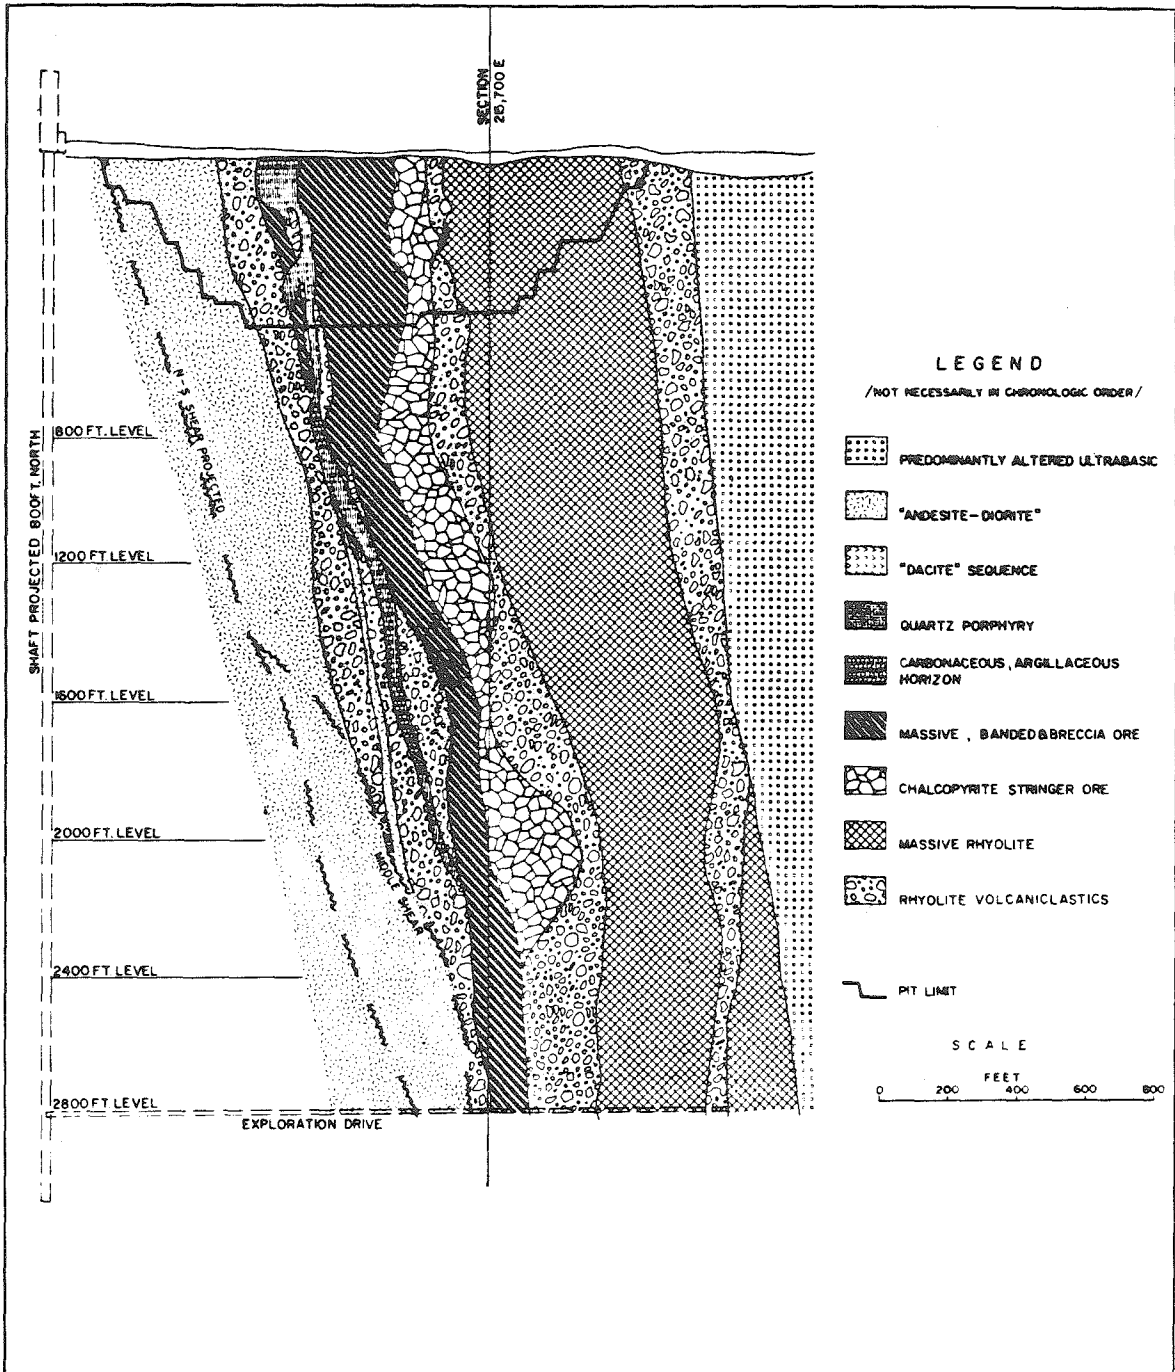 SECTION
215,700 E
SHAFT PROJECTED 800FT. NORTH
N S SHEAR PROJECTED
800 FT. LEVEL
1200 FT. LEVEL
1600 FT. LEVEL
2000 FT. LEVEL
MIDDLE SHEAR
2400 FT. LEVEL
2800 FT. LEVEL
EXPLORATION DRIVE
LEGEND
/NOT NECESSARILY IN CHRONOLOGIC ORDER/
PREDOMINANTLY ALTERED ULTRABASIC
"ANDESITE-DIORITE"
"DACITE" SEQUENCE
QUARTZ PORPHYRY
CARBONACEOUS, ARGILLACEOUS
HORIZON
MASSIVE, BANDED & BRECCIA ORE
CHALCOPYRITE STRINGER ORE
MASSIVE RHYOLITE
RHYOLITE VOLCANICLASTICS
PIT LIMIT
SCALE
FEET
0 200 400 600 800